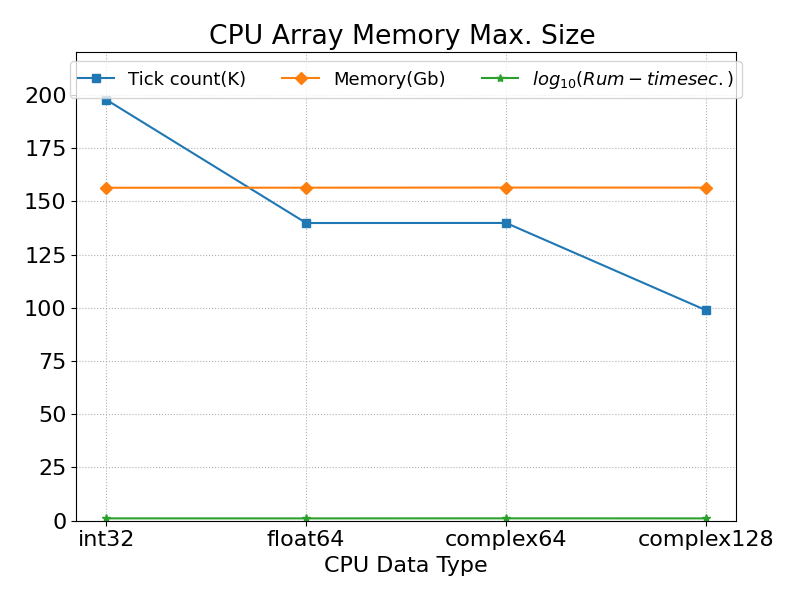 CPU Array Memory Max. Size
Tick count(K) Memory(Gb) log10(Rum-timesec.)
200
175
150
125
100
75
50
25
0
int32 float64 complex64 complex128
CPU Data Type